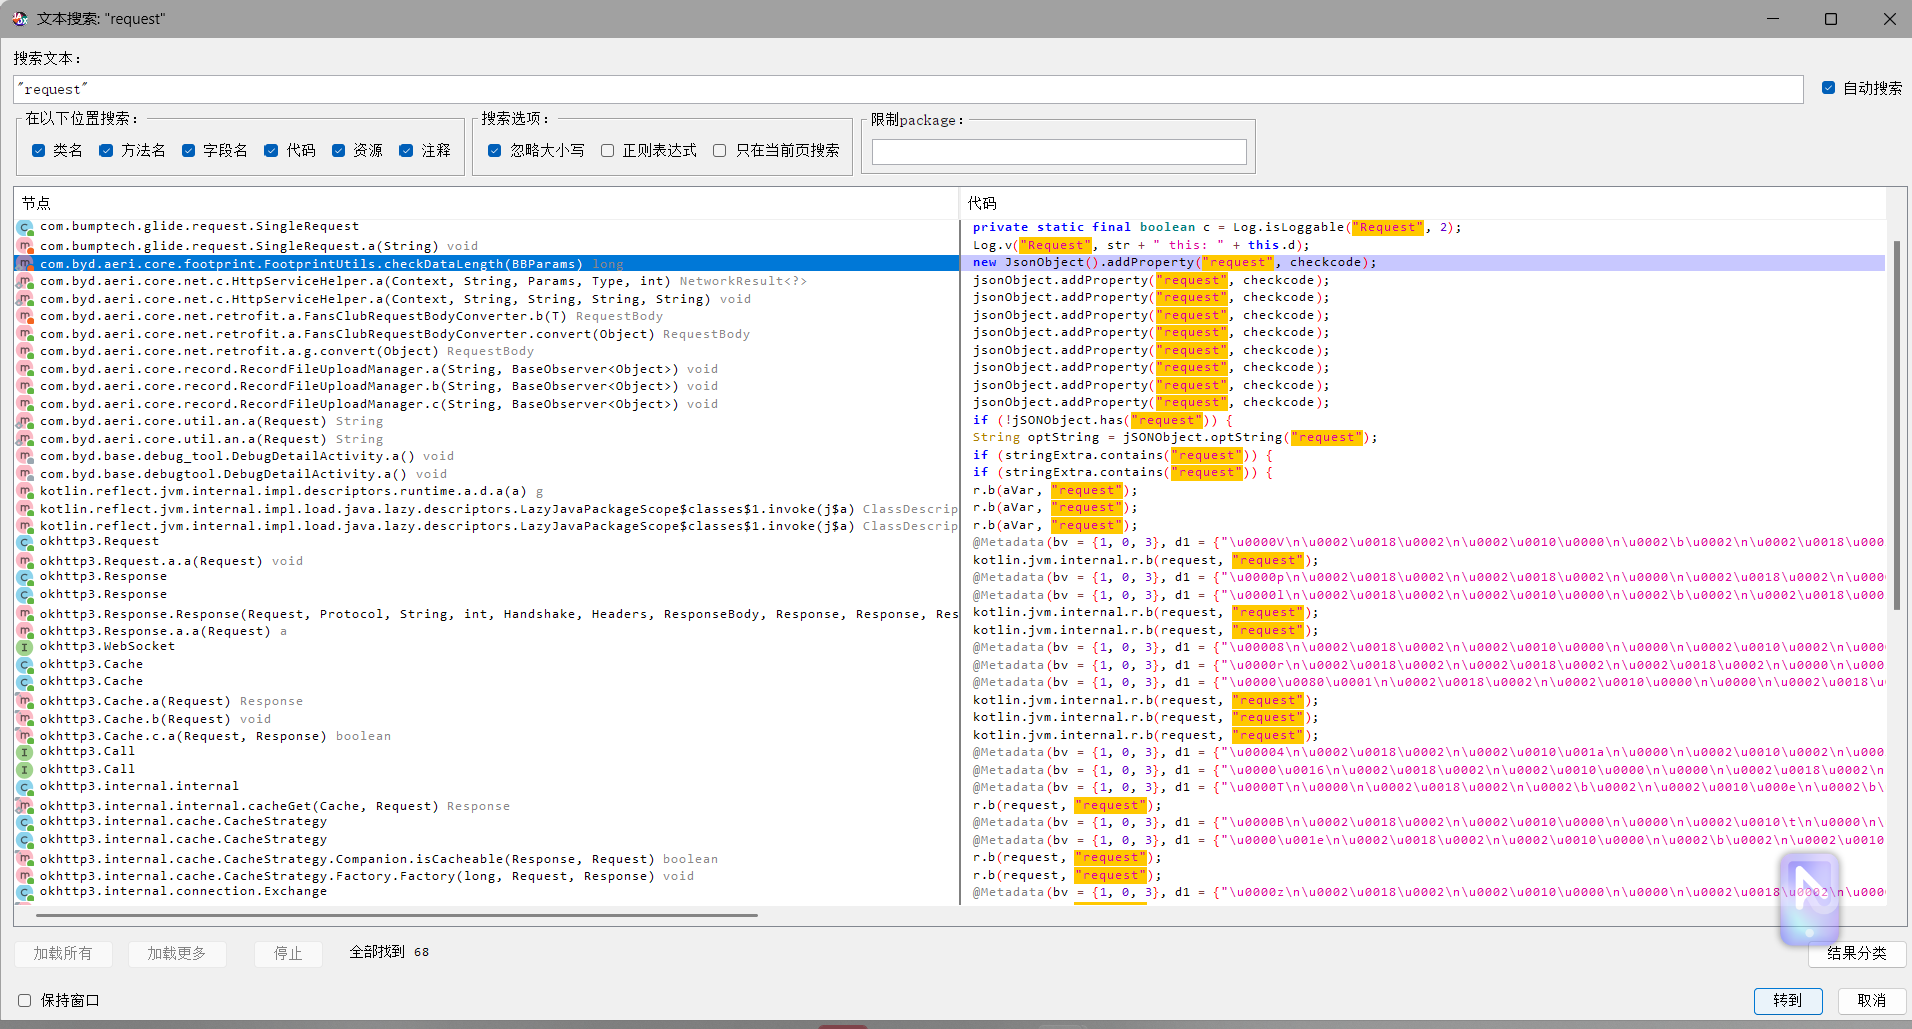 文本搜索: "request"
搜索文本：
"request"
自动搜索
在以下位置搜索：
类名 方法名 字段名 代码 资源 注释
搜索选项：
忽略大小写 正则表达式 只在当前页搜索
限制package：
节点
com.bumptech.glide.request.SingleRequest
com.bumptech.glide.request.SingleRequest.a(String) void
com.byd.aeri.core.footprint.FootprintUtils.checkDataLength(BBParams) long
com.byd.aeri.core.net.c.HttpServiceHelper.a(Context, String, Params, Type, int) NetworkResult<?>
com.byd.aeri.core.net.c.HttpServiceHelper.a(Context, String, String, String, String) void
com.byd.aeri.core.net.retrofit.a.FansClubRequestBodyConverter.b(T) RequestBody
com.byd.aeri.core.net.retrofit.a.FansClubRequestBodyConverter.convert(Object) RequestBody
com.byd.aeri.core.net.retrofit.a.g.convert(Object) RequestBody
com.byd.aeri.core.record.RecordFileUploadManager.a(String, BaseObserver<Object>) void
com.byd.aeri.core.record.RecordFileUploadManager.b(String, BaseObserver<Object>) void
com.byd.aeri.core.record.RecordFileUploadManager.c(String, BaseObserver<Object>) void
com.byd.aeri.core.util.an.a(Request) String
com.byd.aeri.core.util.an.a(Request) String
com.byd.base.debug_tool.DebugDetailActivity.a() void
com.byd.base.debugtool.DebugDetailActivity.a() void
kotlin.reflect.jvm.internal.impl.descriptors.runtime.a.d.a(a) g
kotlin.reflect.jvm.internal.impl.load.java.lazy.descriptors.LazyJavaPackageScope$classes$1.invoke(j$a) ClassDescrip
kotlin.reflect.jvm.internal.impl.load.java.lazy.descriptors.LazyJavaPackageScope$classes$1.invoke(j$a) ClassDescrip
okhttp3.Request
okhttp3.Request.a.a(Request) void
okhttp3.Response
okhttp3.Response
okhttp3.Response.Response(Request, Protocol, String, int, Handshake, Headers, ResponseBody, Response, Response, Res
okhttp3.Response.a.a(Request) a
okhttp3.WebSocket
okhttp3.Cache
okhttp3.Cache
okhttp3.Cache.a(Request) Response
okhttp3.Cache.b(Request) void
okhttp3.Cache.c.a(Request, Response) boolean
okhttp3.Call
okhttp3.Call
okhttp3.internal.internal
okhttp3.internal.internal.cacheGet(Cache, Request) Response
okhttp3.internal.cache.CacheStrategy
okhttp3.internal.cache.CacheStrategy
okhttp3.internal.cache.CacheStrategy.Companion.isCacheable(Response, Request) boolean
okhttp3.internal.cache.CacheStrategy.Factory.Factory(long, Request, Response) void
okhttp3.internal.connection.Exchange
代码
private static final boolean c = Log.isLoggable("Request", 2);
Log.v("Request", str + " this: " + this.d);
new JsonObject().addProperty("request", checkcode);
jsonObject.addProperty("request", checkcode);
jsonObject.addProperty("request", checkcode);
jsonObject.addProperty("request", checkcode);
jsonObject.addProperty("request", checkcode);
jsonObject.addProperty("request", checkcode);
jsonObject.addProperty("request", checkcode);
jsonObject.addProperty("request", checkcode);
jsonObject.addProperty("request", checkcode);
if (!jSONObject.has("request")) {
String optString = jSONObject.optString("request");
if (stringExtra.contains("request")) {
if (stringExtra.contains("request")) {
r.b(aVar, "request");
r.b(aVar, "request");
r.b(aVar, "request");
@Metadata(bv = {1, 0, 3}, d1 = {"\u0000V\n\u0002\u0018\u0002\n\u0002\u0010\u0000\n\u0002\b\u0002\n\u0002\u0018\u000
kotlin.jvm.internal.r.b(request, "request");
@Metadata(bv = {1, 0, 3}, d1 = {"\u0000p\n\u0002\u0018\u0002\n\u0002\u0018\u0002\n\u0000\n\u0002\u0018\u0002\n\u000
@Metadata(bv = {1, 0, 3}, d1 = {"\u0000l\n\u0002\u0018\u0002\n\u0002\u0010\u0000\n\u0002\b\u0002\n\u0002\u0018\u000
kotlin.jvm.internal.r.b(request, "request");
kotlin.jvm.internal.r.b(request, "request");
@Metadata(bv = {1, 0, 3}, d1 = {"\u00008\n\u0002\u0018\u0002\n\u0002\u0010\u0000\n\u0000\n\u0002\u0010\u0002\n\u000
@Metadata(bv = {1, 0, 3}, d1 = {"\u0000r\n\u0002\u0018\u0002\n\u0002\u0018\u0002\n\u0002\u0018\u0002\n\u0000\n\u000
@Metadata(bv = {1, 0, 3}, d1 = {"\u0000\u0080\u0001\n\u0002\u0018\u0002\n\u0002\u0010\u0000\n\u0000\n\u0002\u0018\u
kotlin.jvm.internal.r.b(request, "request");
kotlin.jvm.internal.r.b(request, "request");
kotlin.jvm.internal.r.b(request, "request");
@Metadata(bv = {1, 0, 3}, d1 = {"\u00004\n\u0002\u0018\u0002\n\u0002\u0010\u001a\n\u0000\n\u0002\u0010\u0002\n\u000
@Metadata(bv = {1, 0, 3}, d1 = {"\u0000\u0016\n\u0002\u0018\u0002\n\u0002\u0010\u0000\n\u0000\n\u0002\u0018\u0002\n
@Metadata(bv = {1, 0, 3}, d1 = {"\u0000T\n\u0000\n\u0002\u0018\u0002\n\u0002\b\u0002\n\u0002\u0010\u000e\n\u0002\b\
r.b(request, "request");
@Metadata(bv = {1, 0, 3}, d1 = {"\u0000B\n\u0002\u0018\u0002\n\u0002\u0010\u0000\n\u0000\n\u0002\u0010\t\n\u0000\n\
@Metadata(bv = {1, 0, 3}, d1 = {"\u0000\u001e\n\u0002\u0018\u0002\n\u0002\u0010\u0000\n\u0002\b\u0002\n\u0002\u0010
r.b(request, "request");
r.b(request, "request");
@Metadata(bv = {1, 0, 3}, d1 = {"\u0000z\n\u0002\u0018\u0002\n\u0002\u0010\u0000\n\u0000\n\u0002\u0018\u0002\n\u000
加载所有 加载更多 停止 全部找到 68
结果分类
保持窗口
转到 取消